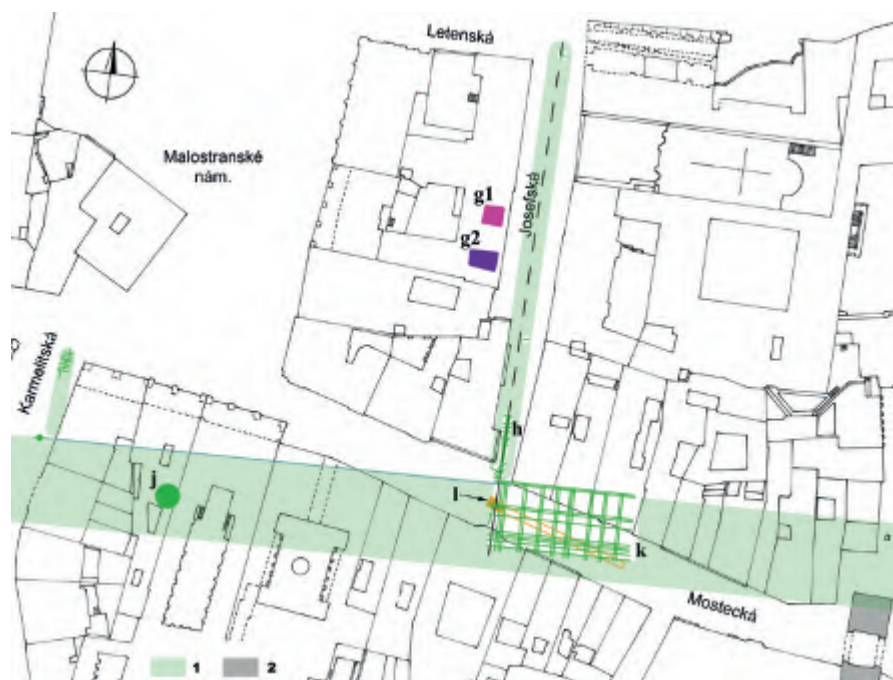 Letenská
Malostranské
nám.
g1
Josefská
g2
Karmelitská
h
j
l
k
Mostecká
1
2